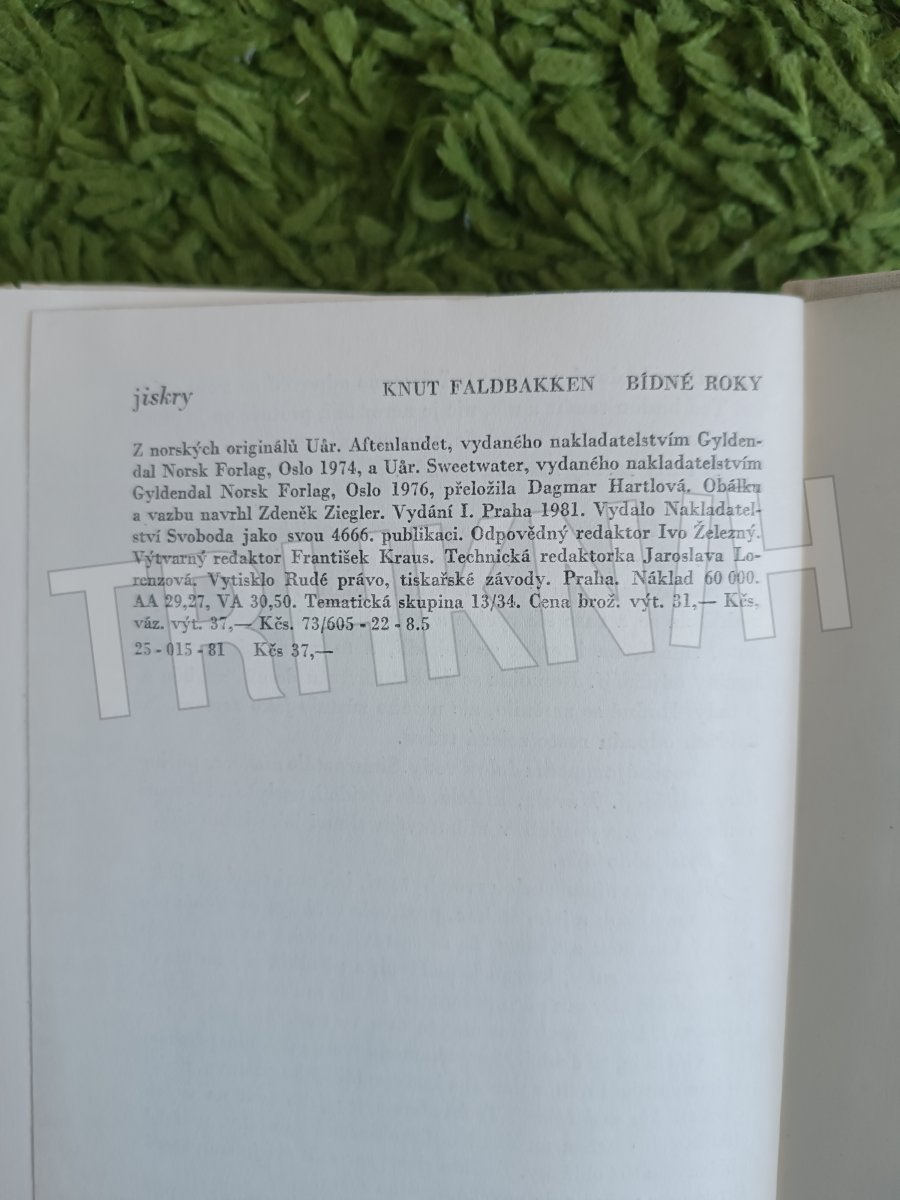 jiskry KNUT FALDBAKKEN BÍDNÉ ROKY
Z norských originálů Uår. Aftenlandet, vydaného nakladatelstvím Gylden-
dal Norsk Forlag, Oslo 1974, a Uår. Sweetwater, vydaného nakladatelstvím
Gyldendal Norsk Forlag, Oslo 1976, přeložila Dagmar Hartlová. Obálku
a vazbu navrhl Zdeněk Ziegler. Vydání I. Praha 1981. Vydalo Nakladatel-
ství Svoboda jako svou 4666. publikaci. Odpovědný redaktor Ivo Železný.
Výtvarný redaktor František Kraus. Technická redaktorka Jaroslava Lo-
renzová. Vytisklo Rudé právo, tiskařské závody. Praha. Náklad 60 000.
AA 29,27, VA 30,50. Tematická skupina 13/34. Cena brož. výt. 31,— Kčs,
váz. výt. 37,— Kčs. 73/605 - 22 - 8.5
25 - 015 - 81 Kčs 37,—